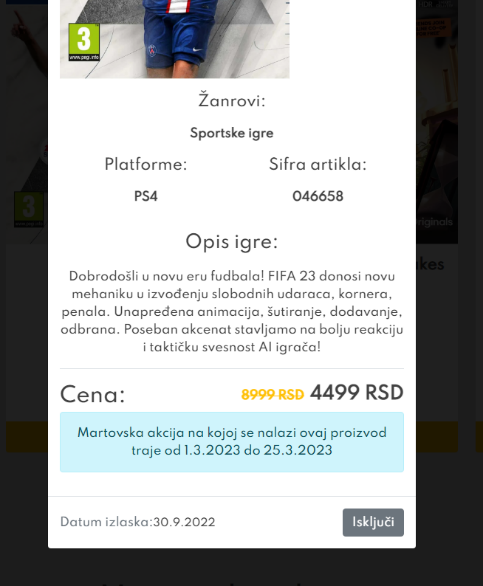 3
www.pegi.info
Žanrovi:
Sportske igre
Platforme:
Sifra artikla:
PS4
046658
Opis igre:
Dobrodošli u novu eru fudbala! FIFA 23 donosi novu
mehaniku u izvođenju slobodnih udaraca, kornera,
penala. Unapređena animacija, šutiranje, dodavanje,
odbrana. Poseban akcenat stavljamo na bolju reakciju
i taktičku svesnost AI igrača!
Cena:
8999 RSD 4499 RSD
Martovska akcija na kojoj se nalazi ovaj proizvod
traje od 1.3.2023 do 25.3.2023
Datum izlaska:30.9.2022
Isključi
3
riginals
kes